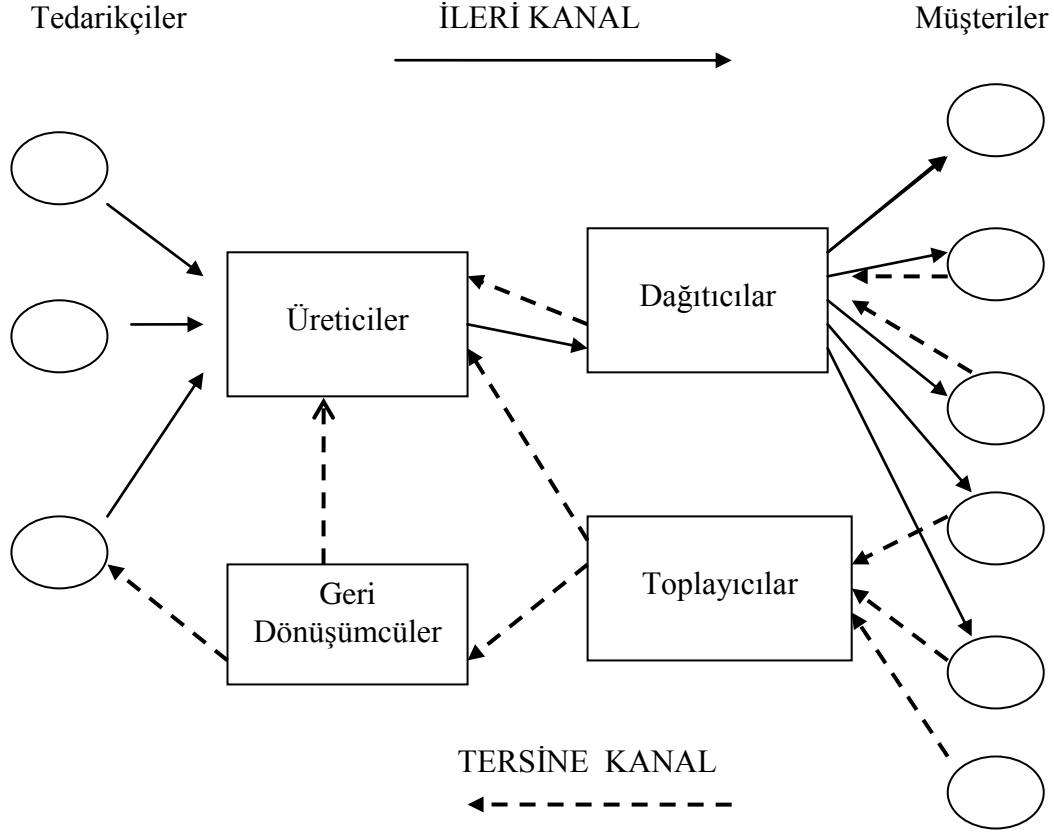 Tedarikçiler
İLERİ KANAL
Müşteriler
Üreticiler
Dağıtıcılar
Geri
Dönüşümcüler
Toplayıcılar
TERSİNE KANAL